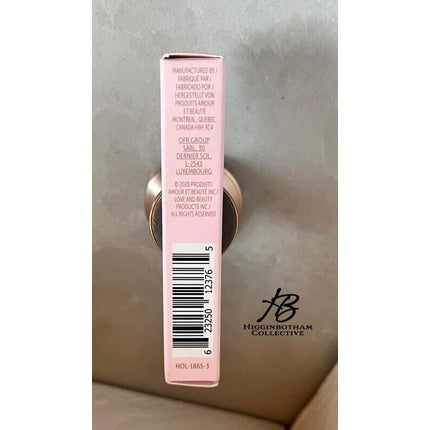 MANUFACTURED BY/
FABRIQUÉ PAR/
FABRICADO POR/
HERGESTELLT VON
PRODUITS AMOUR
ET BEAUTÉ
MONTREAL, QUEBEC,
CANADA H9H 3C4
OFR GROUP
SARL, 30
DERNIER SOL,
L-2543
LUXEMBOURG
© 2020 PRODUITS
AMOUR ET BEAUTÉ INC./
LOVE AND BEAUTY
PRODUCTS INC./
ALL RIGHTS RESERVED
6 23250 12376 5
HOL-1865-3
HB
HIGGINBOTHAM
COLLECTIVE